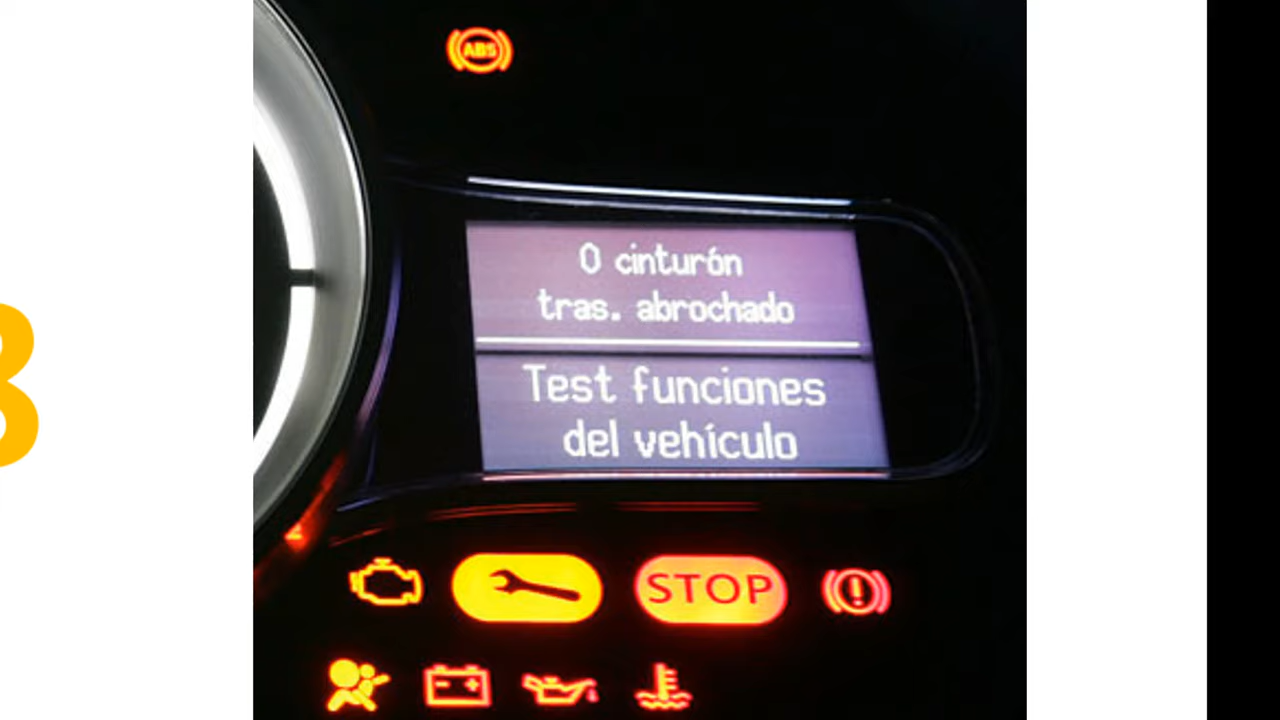 ABS
0 cinturón
tras. abrochado
Test funciones
del vehículo
STOP